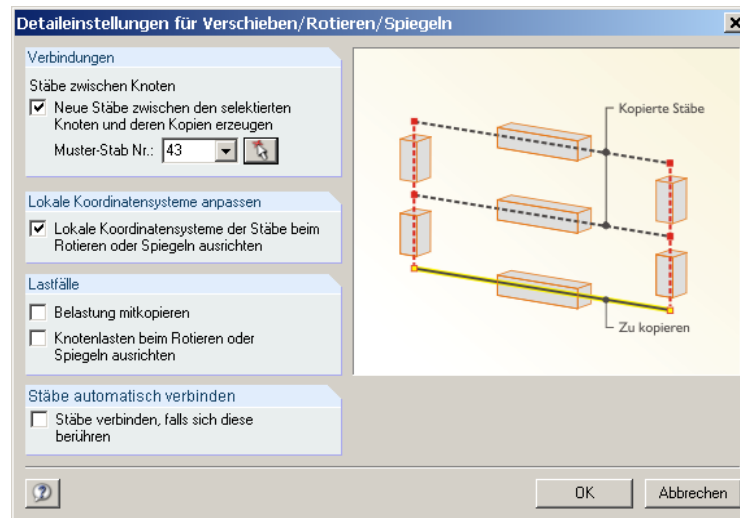 Detaileinstellungen für Verschieben/Rotieren/Spiegeln
Verbindungen
Stäbe zwischen Knoten
Neue Stäbe zwischen den selektierten
Knoten und deren Kopien erzeugen
Muster-Stab Nr.: 43
Lokale Koordinatensysteme anpassen
Lokale Koordinatensysteme der Stäbe beim
Rotieren oder Spiegeln ausrichten
Lastfälle
Belastung mitkopieren
Knotenlasten beim Rotieren oder
Spiegeln ausrichten
Stäbe automatisch verbinden
Stäbe verbinden, falls sich diese
berühren
Kopierte Stäbe
Zu kopieren
OK
Abbrechen